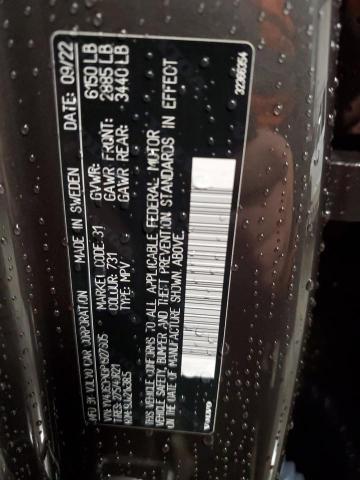 MFD. BY VOLVO CAR CORPORATION
MADE IN SWEDEN
DATE: 09/22
MARKET CODE: 31
COLOUR: 731
TYPE: MPV
GVWR: 6150 LB
GAWR FRONT: 2885 LB
GAWR REAR: 3440 LB
THIS VEHICLE CONFORMS TO ALL APPLICABLE FEDERAL MOTOR
VEHICLE SAFETY, BUMPER AND THEFT PREVENTION STANDARDS IN EFFECT
ON THE DATE OF MANUFACTURE SHOWN ABOVE.
VOLVO